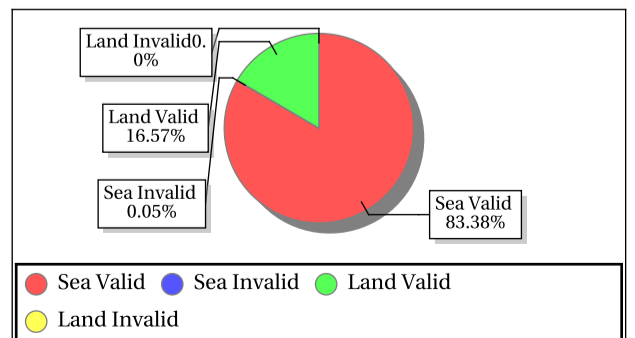 Land Invalid0.
0%
Land Valid
16.57%
Sea Invalid
0.05%
Sea Valid
83.38%
Sea Valid Sea Invalid Land Valid
Land Invalid